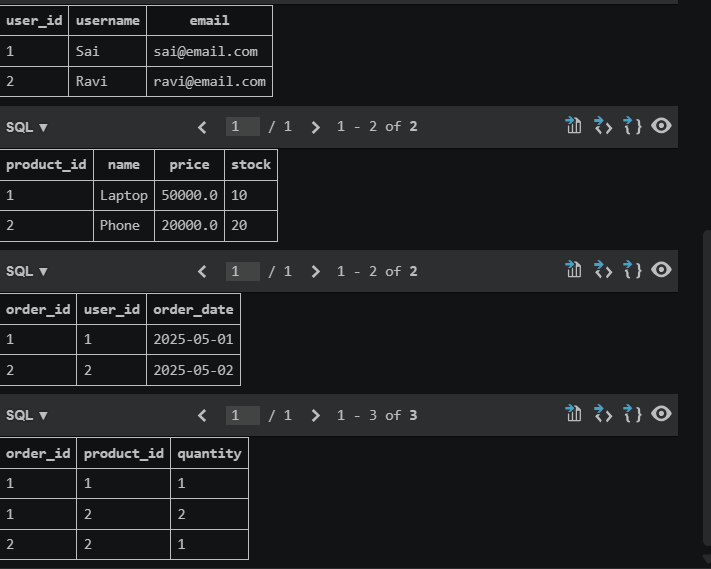 user_id username email
1 Sai sai@email.com
2 Ravi ravi@email.com
SQL ▼ < 1 / 1 > 1 - 2 of 2
product_id name price stock
1 Laptop 50000.0 10
2 Phone 20000.0 20
SQL ▼ < 1 / 1 > 1 - 2 of 2
order_id user_id order_date
1 1 2025-05-01
2 2 2025-05-02
SQL ▼ < 1 / 1 > 1 - 3 of 3
order_id product_id quantity
1 1 1
1 2 2
2 2 1